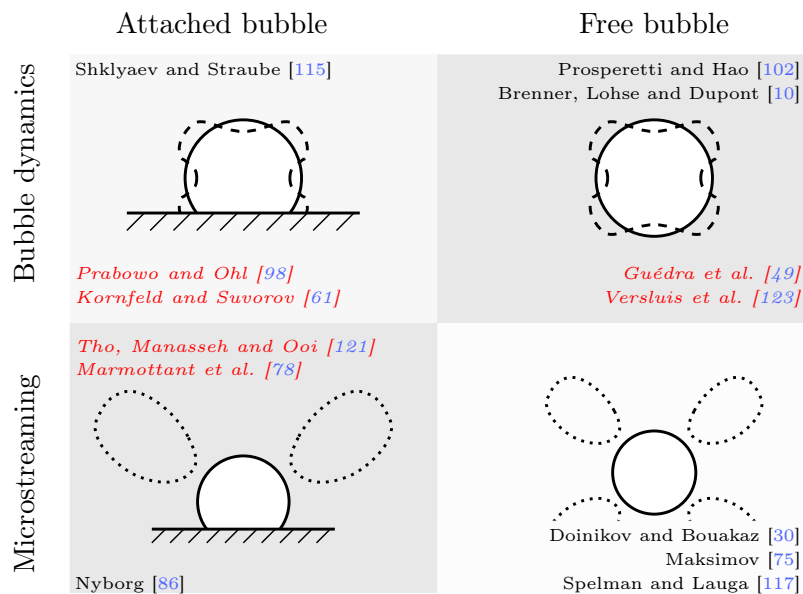 Attached bubble
Free bubble
Bubble dynamics
Shklyaev and Straube [115]
Prabowo and Ohl [98]
Kornfeld and Suvorov [61]
Prosperetti and Hao [102]
Brenner, Lohse and Dupont [10]
Guédra et al. [49]
Versluis et al. [123]
Microstreaming
Tho, Manasseh and Ooi [121]
Marmottant et al. [78]
Nyborg [86]
Doinikov and Bouakaz [30]
Maksimov [75]
Spelman and Lauga [117]